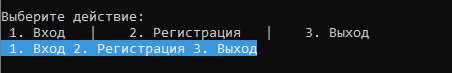 Выберите действие:
1. Вход | 2. Регистрация | 3. Выход
1. Вход 2. Регистрация 3. Выход